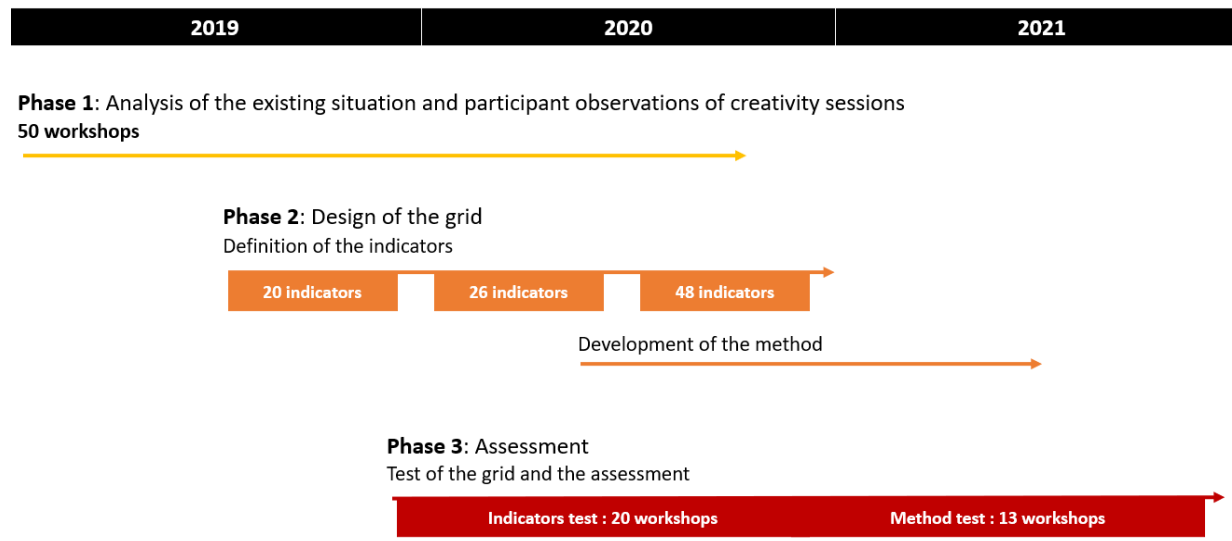 2019 2020 2021
Phase 1: Analysis of the existing situation and participant observations of creativity sessions
50 workshops
Phase 2: Design of the grid
Definition of the indicators
20 indicators 26 indicators 48 indicators
Development of the method
Phase 3: Assessment
Test of the grid and the assessment
Indicators test : 20 workshops Method test : 13 workshops